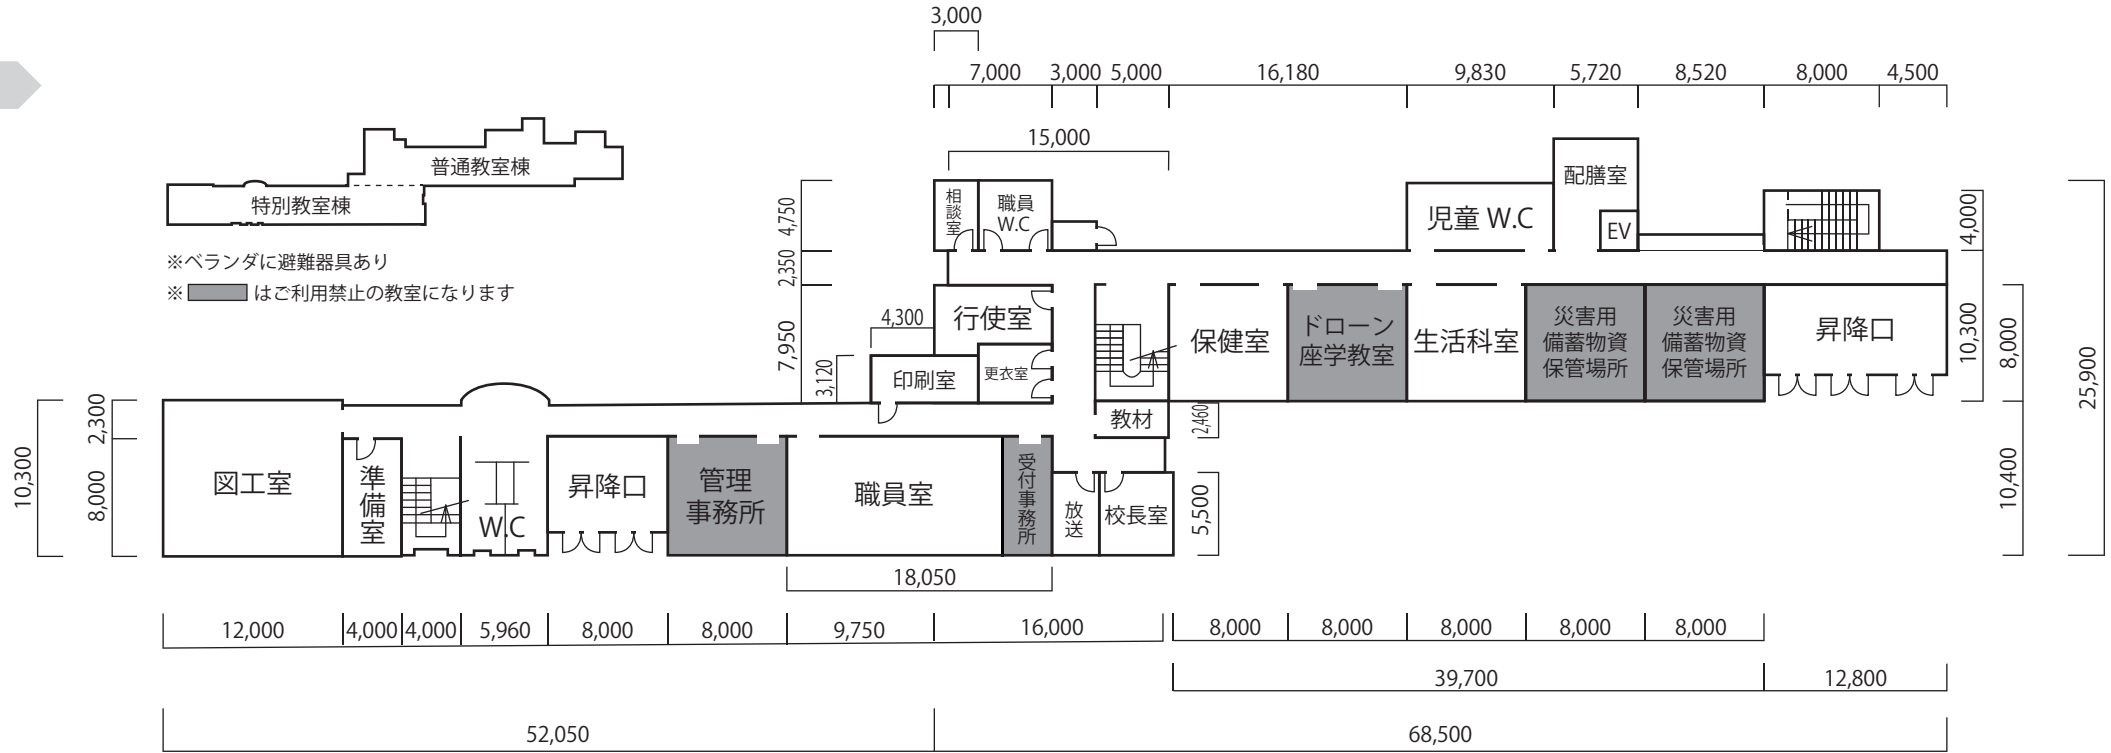 3,000
7,000
3,000
5,000
16,180
9,830
5,720
8,520
8,000
4,500
15,000
普通教室棟
特別教室棟
※ベランダに避難器具あり
※ はご利用禁止の教室になります
4,750
2,350
7,950
4,300
3,120
相談室
職員
W.C
児童 W.C
配膳室
EV
4,000
10,300
8,000
25,900
10,400
行使室
印刷室
更衣室
保健室
ドローン
座学教室
生活科室
災害用
備蓄物資
保管場所
災害用
備蓄物資
保管場所
昇降口
教材
2,460
10,300
2,300
8,000
図工室
準備室
W.C
昇降口
管理
事務所
職員室
受付事務所
放送
校長室
5,500
18,050
12,000
4,000
4,000
5,960
8,000
8,000
9,750
16,000
8,000
8,000
8,000
8,000
8,000
39,700
12,800
52,050
68,500